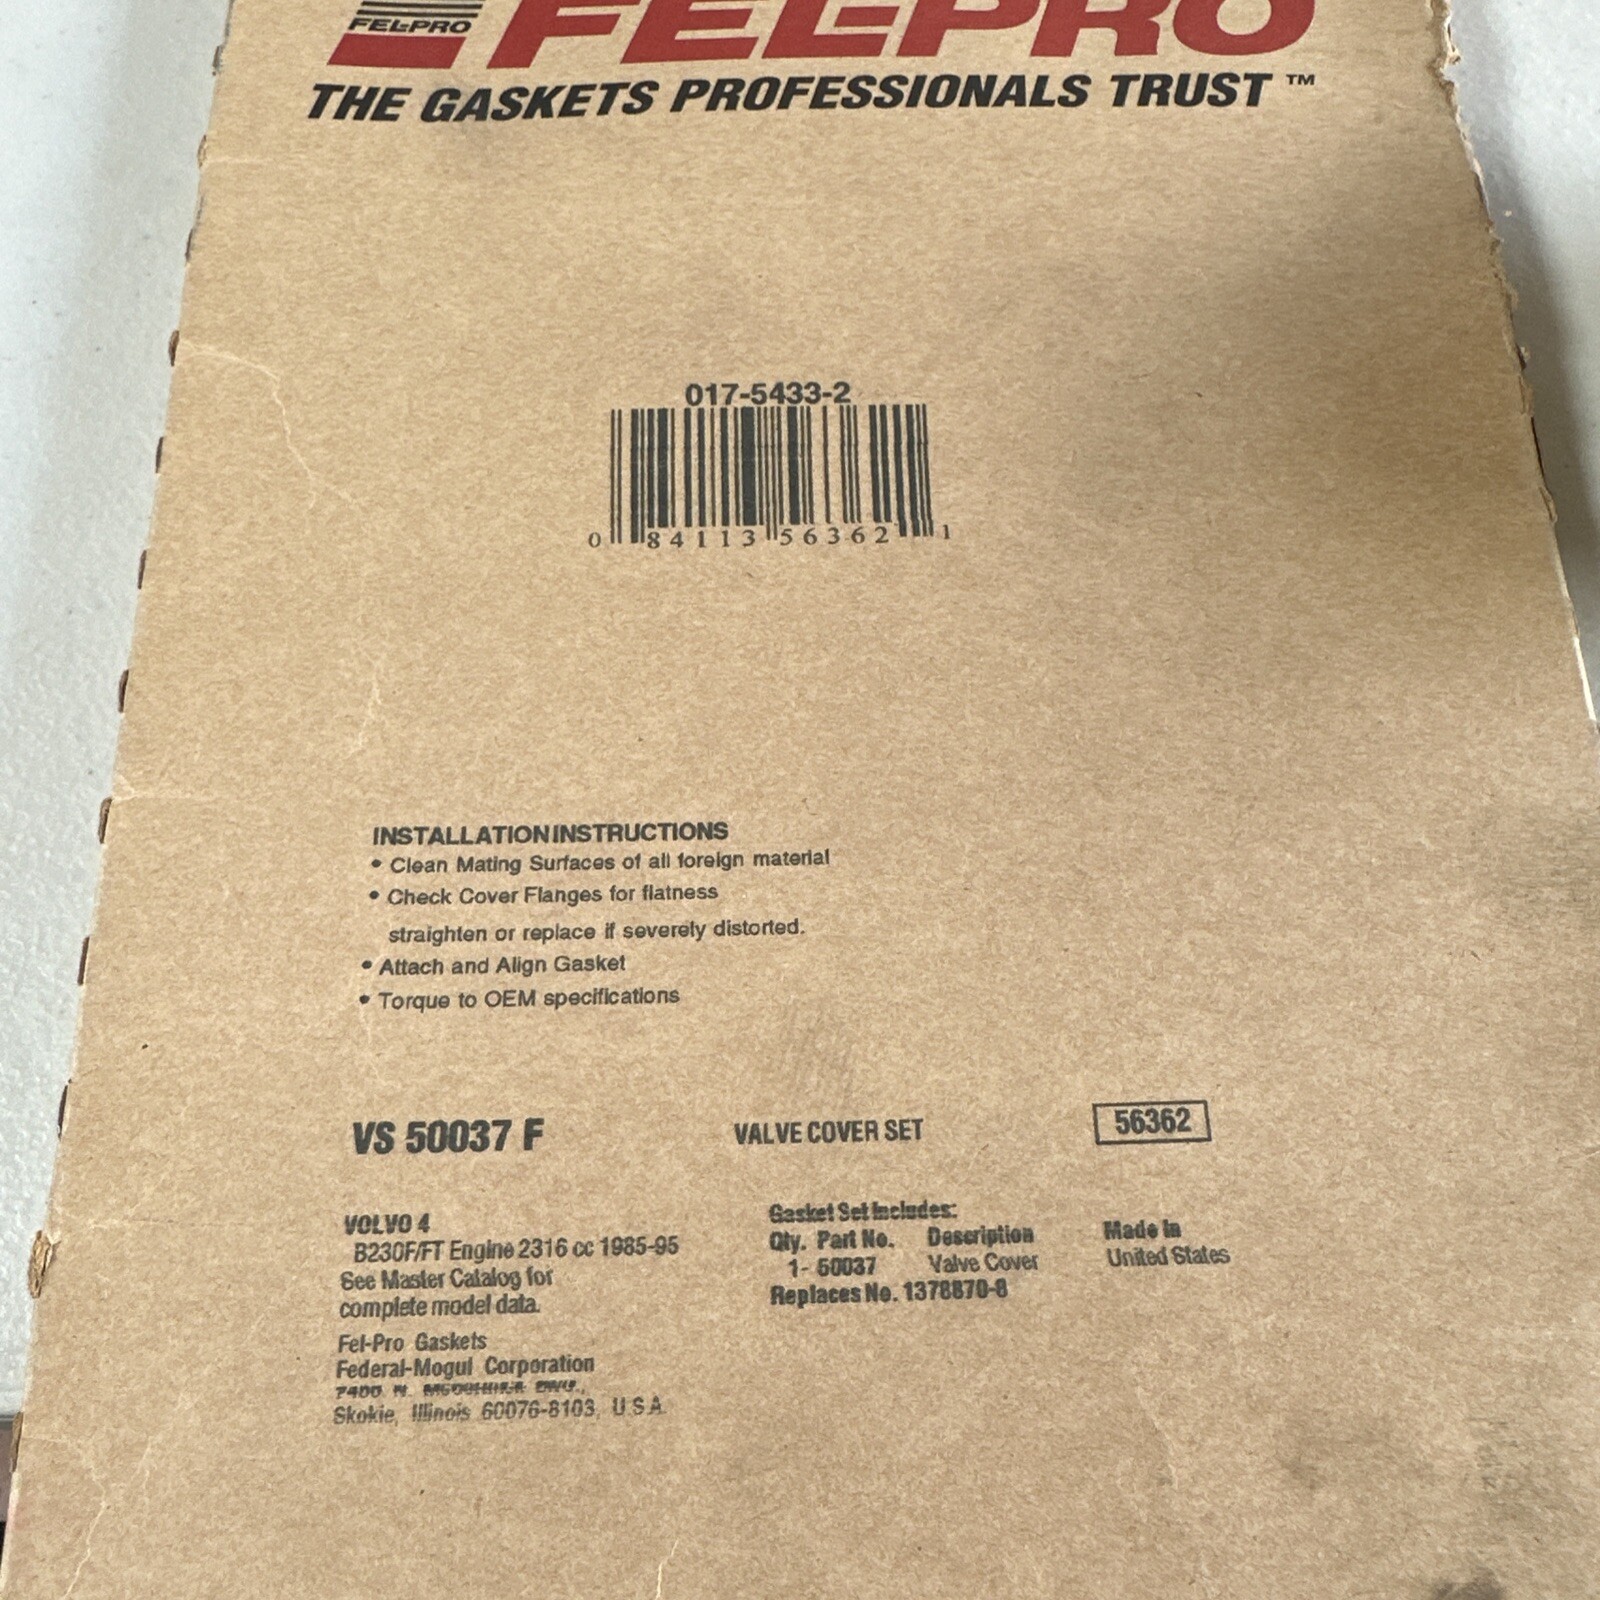 FEL-PRO
FEL-PRO
THE GASKETS PROFESSIONALS TRUST ™
017-5433-2
0 84113 56362 1
INSTALLATION INSTRUCTIONS
• Clean Mating Surfaces of all foreign material
• Check Cover Flanges for flatness
straighten or replace if severely distorted.
• Attach and Align Gasket
• Torque to OEM specifications
VS 50037 F VALVE COVER SET 56362
VOLVO 4
B230F/FT Engine 2316 cc 1985-95
See Master Catalog for
complete model data.
Gasket Set Includes:
Qty. Part No. Description
1- 50037 Valve Cover
Replaces No. 1378870-8
Made in
United States
Fel-Pro Gaskets
Federal-Mogul Corporation
7400 N.
Skokie, Illinois 60076-8103, U.S.A.